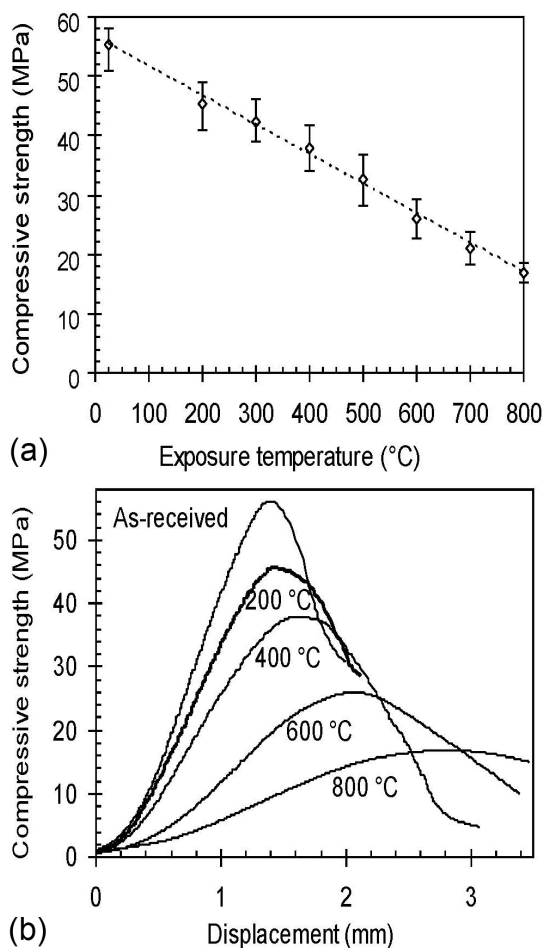 60
50
40
30
20
10
0
Compressive strength (MPa)
0 100 200 300 400 500 600 700 800
(a) Exposure temperature (°C)
As-received
50
40
30
20
10
0
Compressive strength (MPa)
200 °C
400 °C
600 °C
800 °C
0 1 2 3
(b) Displacement (mm)